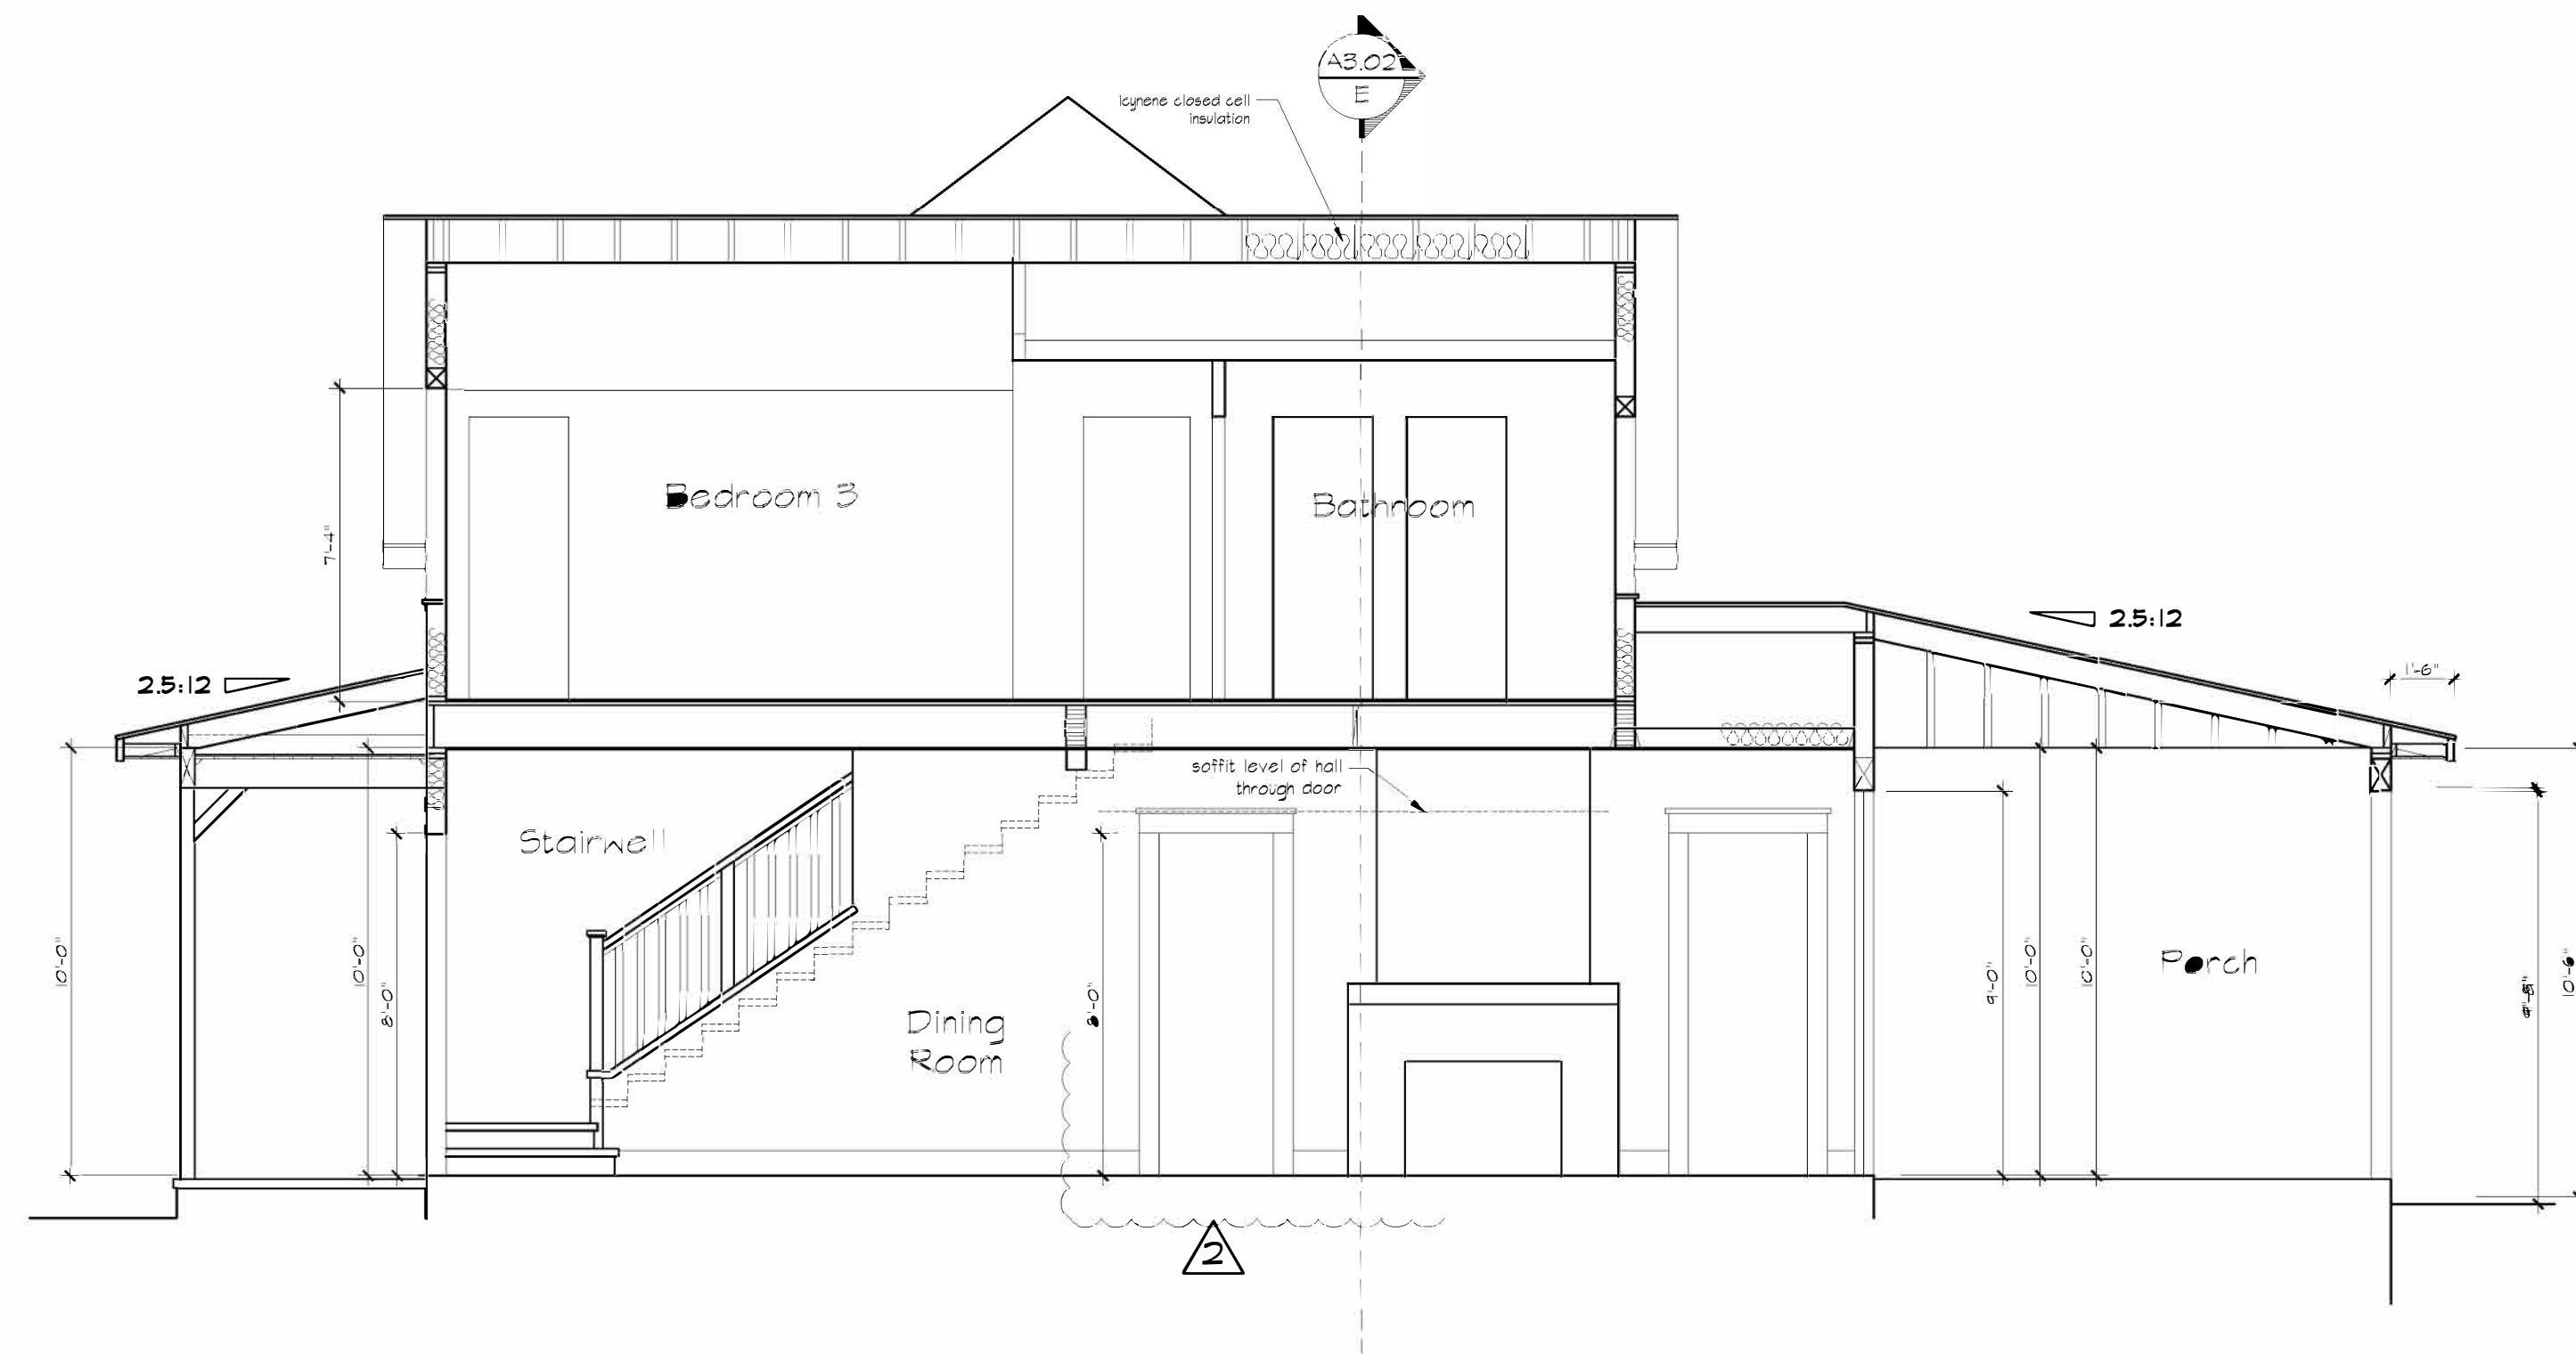 A3.02
E
icynene closed cell
insulation
Bedroom 3
Bathroom
7'-4"
2.5:12
2.5:12
1'-6"
soffit level of hall
through door
Stairwell
10'-0"
10'-0"
8'-0"
Dining
Room
8'-0"
9'-0"
10'-0"
10'-0"
Porch
10'-6"
2